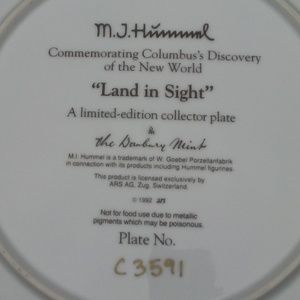 M.J.Hummel
Commemorating Columbus's Discovery
of the New World
"Land in Sight"
A limited-edition collector plate
&
the Danbury Mint
M.I. Hummel is a trademark of W. Goebel Porzellanfabrik
in connection with its products including Hummel figurines.
This product is licensed exclusively by
ARS AG, Zug, Switzerland.
© 1992
Not for food use due to metallic
pigments which may be poisonous.
Plate No.
C3591